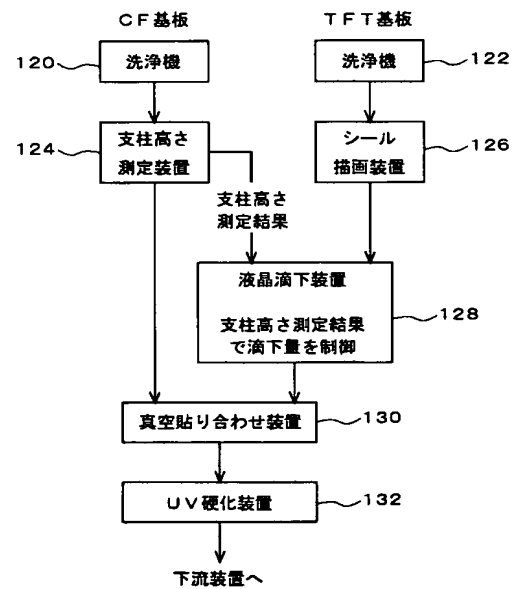 ＣＦ基板
ＴＦＴ基板
120
洗浄機
洗浄機
122
124
支柱高さ
測定装置
シール
描画装置
126
支柱高さ
測定結果
液晶滴下装置
支柱高さ測定結果
で滴下量を制御
128
真空貼り合わせ装置
130
ＵＶ硬化装置
132
下流装置へ